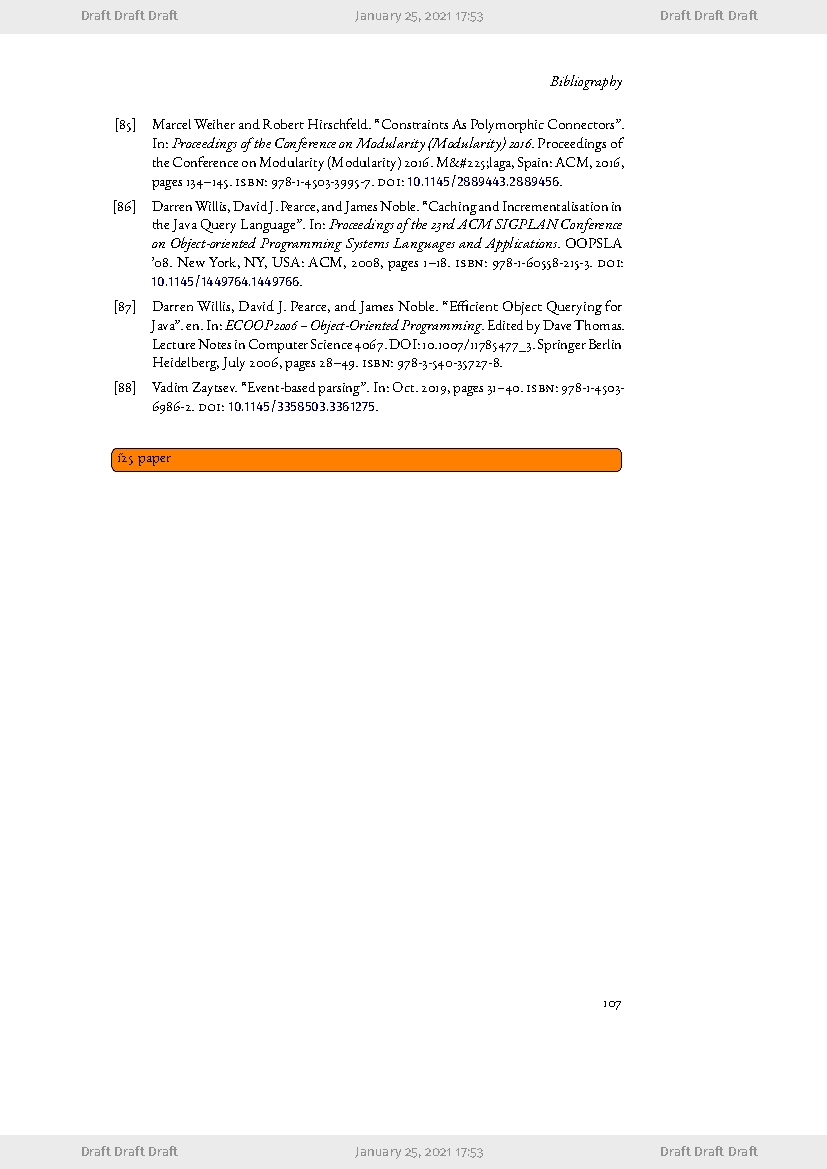 Draft Draft Draft January 25, 2021 17:53 Draft Draft Draft
Bibliography
[85] Marcel Weiher and Robert Hirschfeld. “Constraints As Polymorphic Connectors”.
In: Proceedings of the Conference on Modularity (Modularity) 2016. Proceedings of
the Conference on Modularity (Modularity) 2016. M&#225;laga, Spain: ACM, 2016,
pages 134–145. ISBN: 978-1-4503-3995-7. DOI: 10.1145/2889443.2889456.
[86] Darren Willis, David J. Pearce, and James Noble. “Caching and Incrementalisation in
the Java Query Language”. In: Proceedings of the 23rd ACM SIGPLAN Conference
on Object-oriented Programming Systems Languages and Applications. OOPSLA
’08. New York, NY, USA: ACM, 2008, pages 1–18. ISBN: 978-1-60558-215-3. DOI:
10.1145/1449764.1449766.
[87] Darren Willis, David J. Pearce, and James Noble. “Efficient Object Querying for
Java”. en. In: ECOOP 2006 – Object-Oriented Programming. Edited by Dave Thomas.
Lecture Notes in Computer Science 4067. DOI: 10.1007/11785477_3. Springer Berlin
Heidelberg, July 2006, pages 28–49. ISBN: 978-3-540-35727-8.
[88] Vadim Zaytsev. “Event-based parsing”. In: Oct. 2019, pages 31–40. ISBN: 978-1-4503-
6986-2. DOI: 10.1145/3358503.3361275.
i25 paper
107
Draft Draft Draft January 25, 2021 17:53 Draft Draft Draft